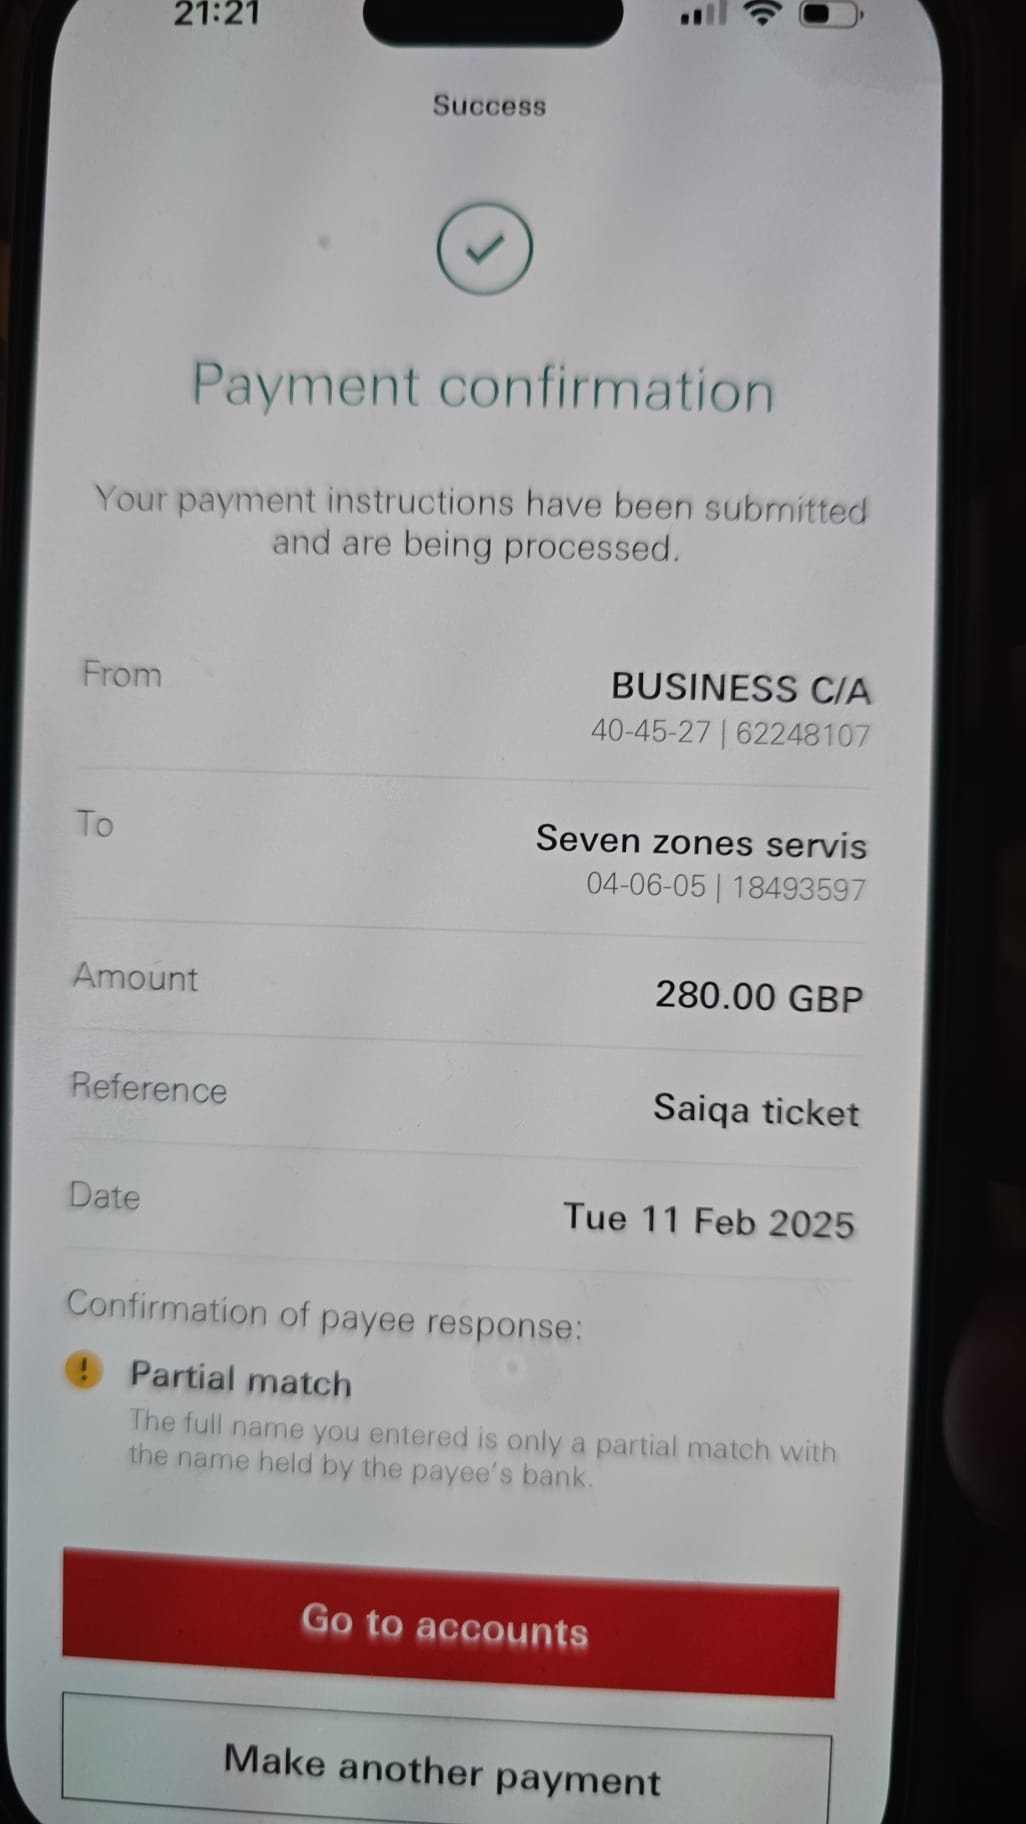 21:21
Success
Payment confirmation
Your payment instructions have been submitted
and are being processed.
From
BUSINESS C/A
40-45-27 | 62248107
To
Seven zones servis
04-06-05 | 18493597
Amount
280.00 GBP
Reference
Saiqa ticket
Date
Tue 11 Feb 2025
Confirmation of payee response:
Partial match
The full name you entered is only a partial match with
the name held by the payee's bank.
Go to accounts
Make another payment